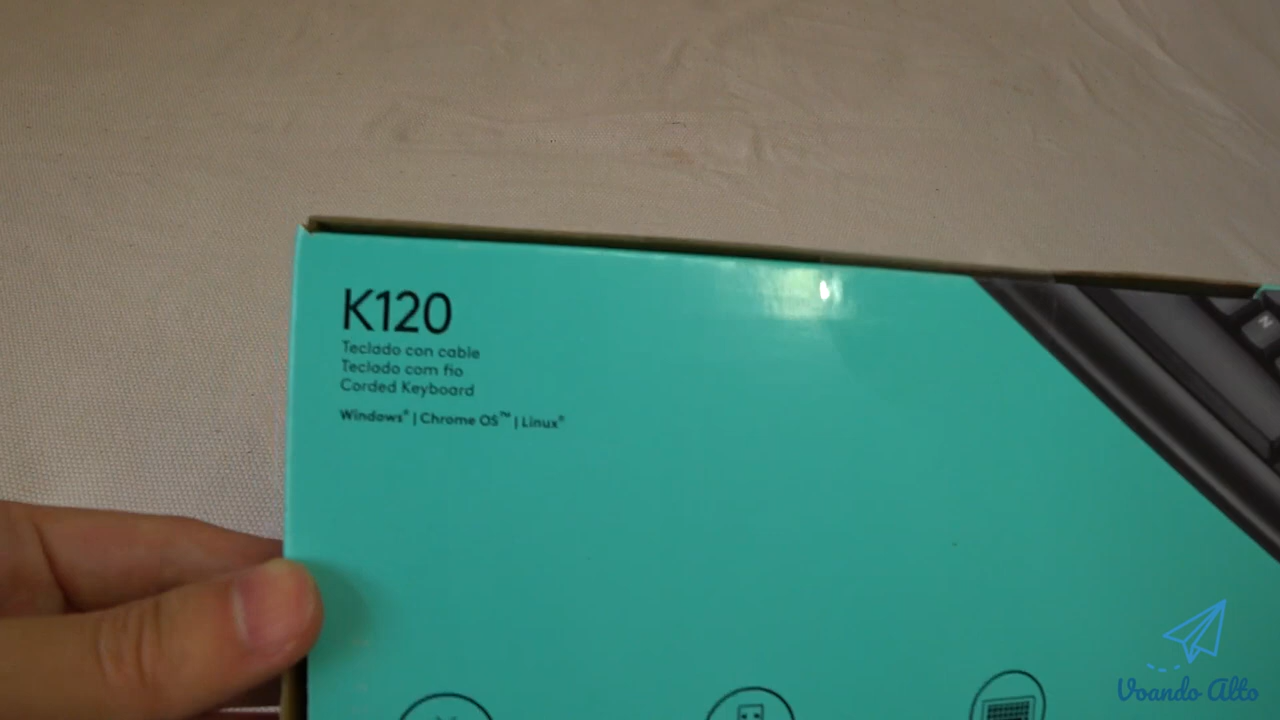 K120
Teclado con cable
Teclado com fio
Corded Keyboard
Windows® | Chrome OS™ | Linux®
N
Voando Alto